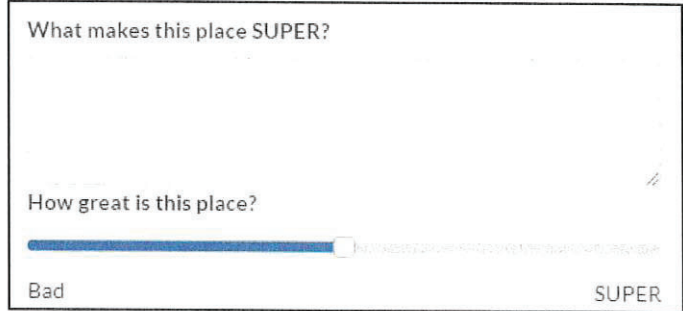 What makes this place SUPER?
How great is this place?
Bad
SUPER